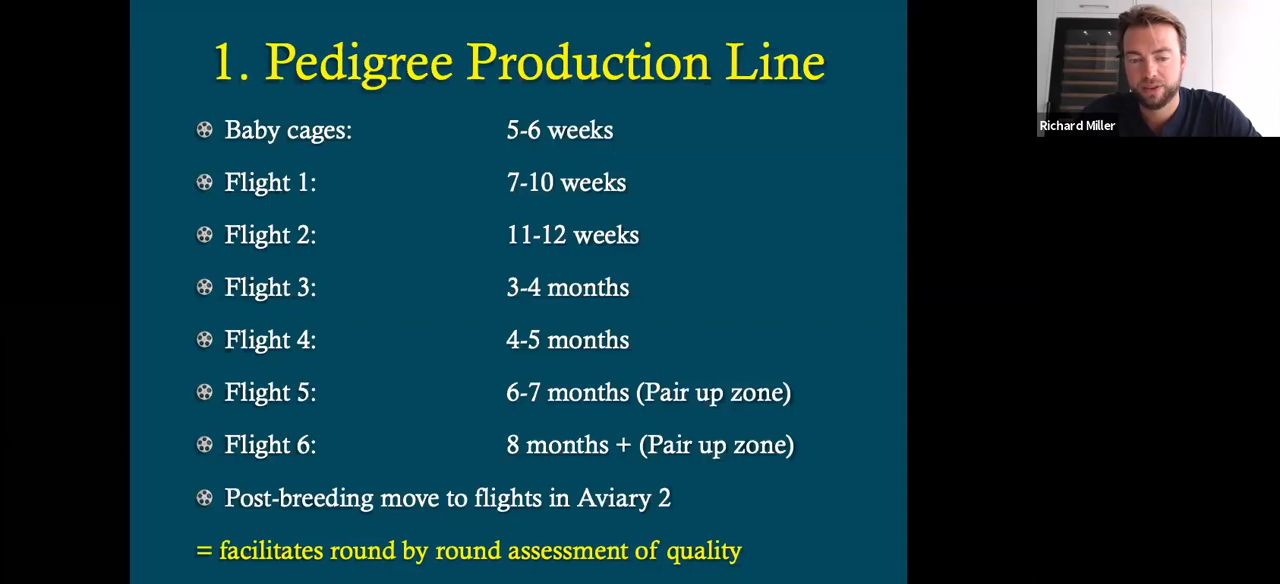 1. Pedigree Production Line
Baby cages: 5-6 weeks
Flight 1: 7-10 weeks
Flight 2: 11-12 weeks
Flight 3: 3-4 months
Flight 4: 4-5 months
Flight 5: 6-7 months (Pair up zone)
Flight 6: 8 months + (Pair up zone)
Post-breeding move to flights in Aviary 2
= facilitates round by round assessment of quality
Richard Miller